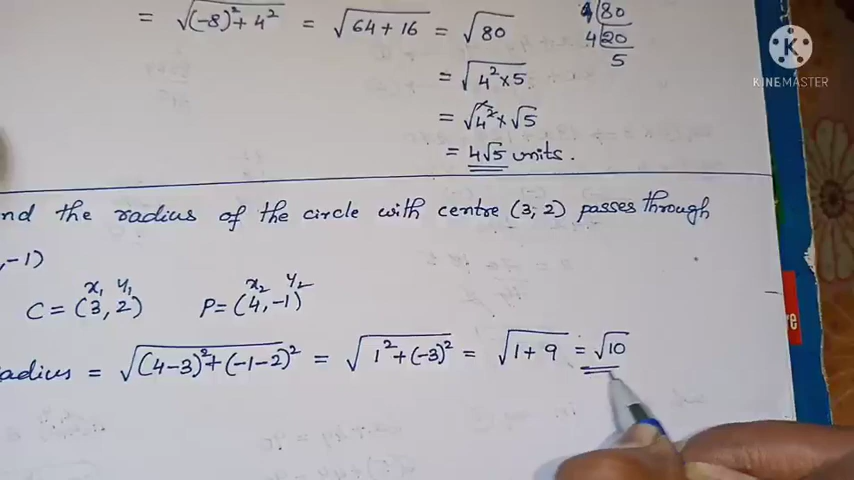 = √(-8)²+4² = √64+16 = √80
4|80
4|20
5
= √4²×5
= √4² × √5
= 4√5 units.
nd the radius of the circle with centre (3,2) passes through
,-1)
x₁ y₁ x₂ y₂
C = (3,2) P = (4,-1)
adius = √(4-3)²+(-1-2)² = √1²+(-3)² = √1+9 = √10
K
KINEMASTER